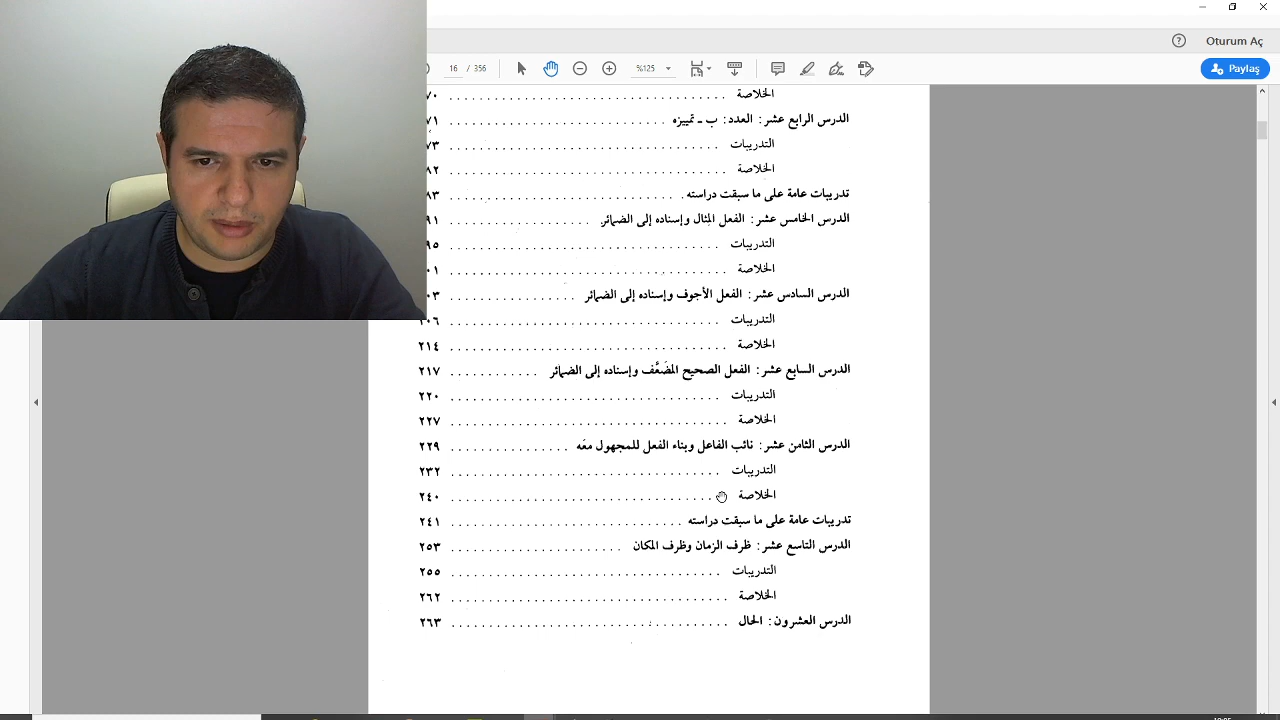 Oturum Aç
16 / 356
%125
Paylaş
الخلاصة
الدرس الرابع عشر: العدد: ب ـ تمييزه
التدريبات
الخلاصة
تدريبات عامة على ما سبقت دراسته
الدرس الخامس عشر: الفعل المثال وإسناده إلى الضمائر
التدريبات
الخلاصة
الدرس السادس عشر: الفعل الأجوف وإسناده إلى الضمائر
التدريبات
الخلاصة ٢١٤
الدرس السابع عشر: الفعل الصحيح المضَعَّف وإسناده إلى الضمائر ٢١٧
التدريبات ٢٢٠
الخلاصة ٢٢٧
الدرس الثامن عشر: نائب الفاعل وبناء الفعل للمجهول معَه ٢٢٩
التدريبات ٢٣٢
الخلاصة ٢٤٠
تدريبات عامة على ما سبقت دراسته ٢٤١
الدرس التاسع عشر: ظرف الزمان وظرف المكان ٢٥٣
التدريبات ٢٥٥
الخلاصة ٢٦٢
الدرس العشرون: الحال ٢٦٣